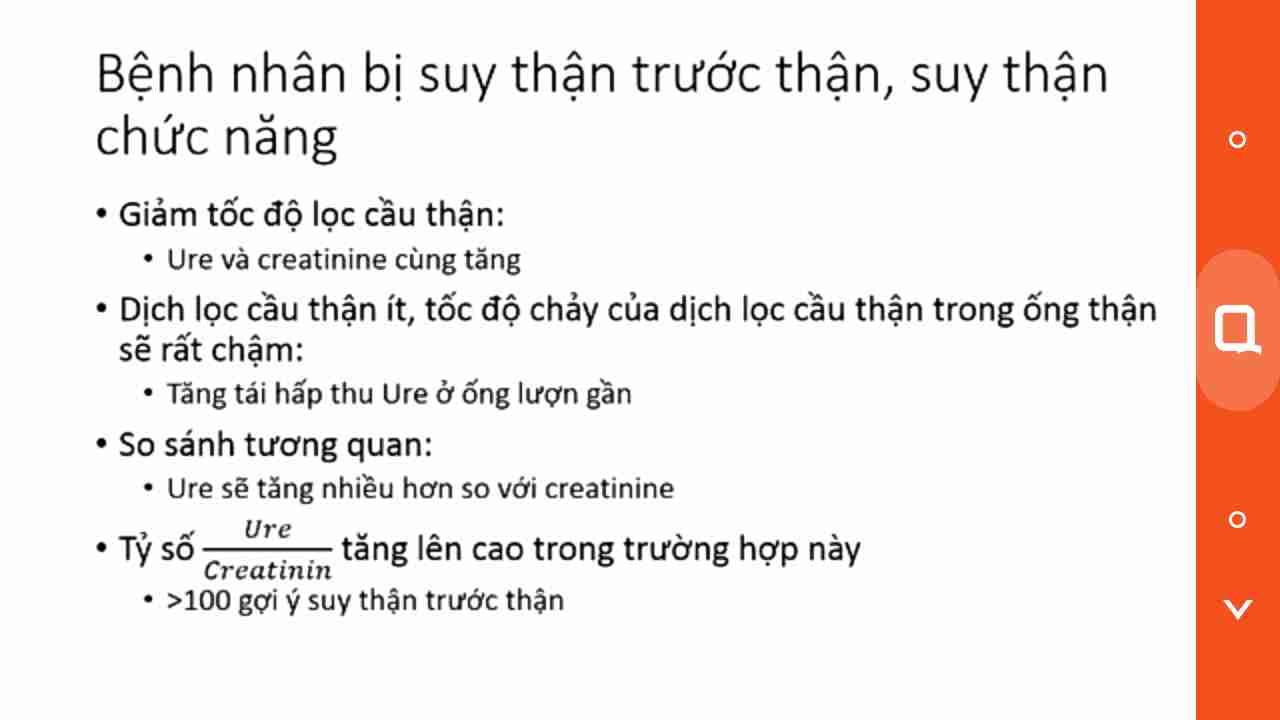 Bệnh nhân bị suy thận trước thận, suy thận
chức năng
• Giảm tốc độ lọc cầu thận:
• Ure và creatinine cùng tăng
• Dịch lọc cầu thận ít, tốc độ chảy của dịch lọc cầu thận trong ống thận
sẽ rất chậm:
• Tăng tái hấp thu Ure ở ống lượn gần
• So sánh tương quan:
• Ure sẽ tăng nhiều hơn so với creatinine
• Tỷ số Ure/Creatinin tăng lên cao trong trường hợp này
• >100 gợi ý suy thận trước thận